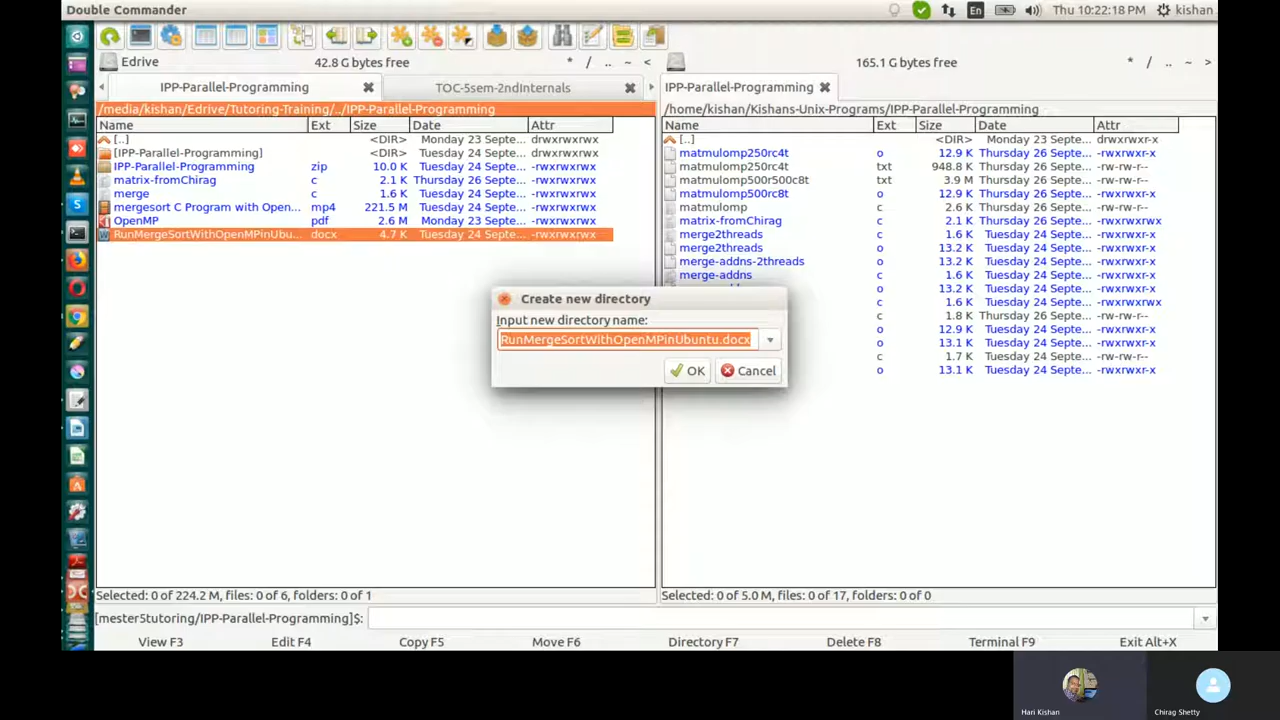 Double Commander
En
Thu 10:22:18 PM
kishan
Edrive
42.8 G bytes free
* / .. ~ <
165.1 G bytes free
* / .. ~ >
IPP-Parallel-Programming
TOC-5sem-2ndInternals
IPP-Parallel-Programming
/media/kishan/Edrive/Tutoring-Training/../IPP-Parallel-Programming
/home/kishan/Kishans-Unix-Programs/IPP-Parallel-Programming
Name Ext Size Date Attr
[..] <DIR> Monday 23 Septe... drwxrwxrwx
[IPP-Parallel-Programming] <DIR> Tuesday 24 Septe... drwxrwxrwx
IPP-Parallel-Programming zip 10.0 K Tuesday 24 Septe... -rwxrwxrwx
matrix-fromChirag c 2.1 K Thursday 26 Septe... -rwxrwxrwx
merge c 1.6 K Tuesday 24 Septe... -rwxrwxrwx
mergesort C Program with Open... mp4 221.5 M Tuesday 24 Septe... -rwxrwxrwx
OpenMP pdf 2.6 M Monday 23 Septe... -rwxrwxrwx
RunMergeSortWithOpenMPinUbu... docx 4.7 K Tuesday 24 Septe... -rwxrwxrwx
Name Ext Size Date Attr
[..] <DIR> Monday 23 Septe... drwxrwxr-x
matmulomp250rc4t o 12.9 K Thursday 26 Septe... -rwxrwxr-x
matmulomp250rc4t txt 948.8 K Thursday 26 Septe... -rw-rw-r--
matmulomp500r500c8t txt 3.9 M Thursday 26 Septe... -rw-rw-r--
matmulomp500rc8t o 12.9 K Thursday 26 Septe... -rwxrwxr-x
matmulomp c 2.6 K Thursday 26 Septe... -rw-rw-r--
matrix-fromChirag c 2.1 K Thursday 26 Septe... -rwxrwxrwx
merge2threads c 1.6 K Tuesday 24 Septe... -rwxrwxr-x
merge2threads o 13.2 K Tuesday 24 Septe... -rwxrwxr-x
merge-addns-2threads o 13.2 K Tuesday 24 Septe... -rwxrwxr-x
merge-addns c 1.6 K Tuesday 24 Septe... -rwxrwxr-x
o 13.2 K Tuesday 24 Septe... -rwxrwxr-x
c 1.6 K Tuesday 24 Septe... -rwxrwxrwx
c 1.8 K Thursday 26 Septe... -rw-rw-r--
o 12.9 K Thursday 26 Septe... -rwxrwxr-x
o 13.1 K Tuesday 24 Septe... -rwxrwxr-x
c 1.7 K Tuesday 24 Septe... -rw-rw-r--
o 13.1 K Tuesday 24 Septe... -rwxrwxr-x
Create new directory
Input new directory name:
RunMergeSortWithOpenMPinUbuntu.docx
OK
Cancel
Selected: 0 of 224.2 M, files: 0 of 6, folders: 0 of 1
Selected: 0 of 5.0 M, files: 0 of 17, folders: 0 of 0
[mester5tutoring/IPP-Parallel-Programming]$:
View F3 Edit F4 Copy F5 Move F6 Directory F7 Delete F8 Terminal F9 Exit Alt+X
Hari Kishan
Chirag Shetty